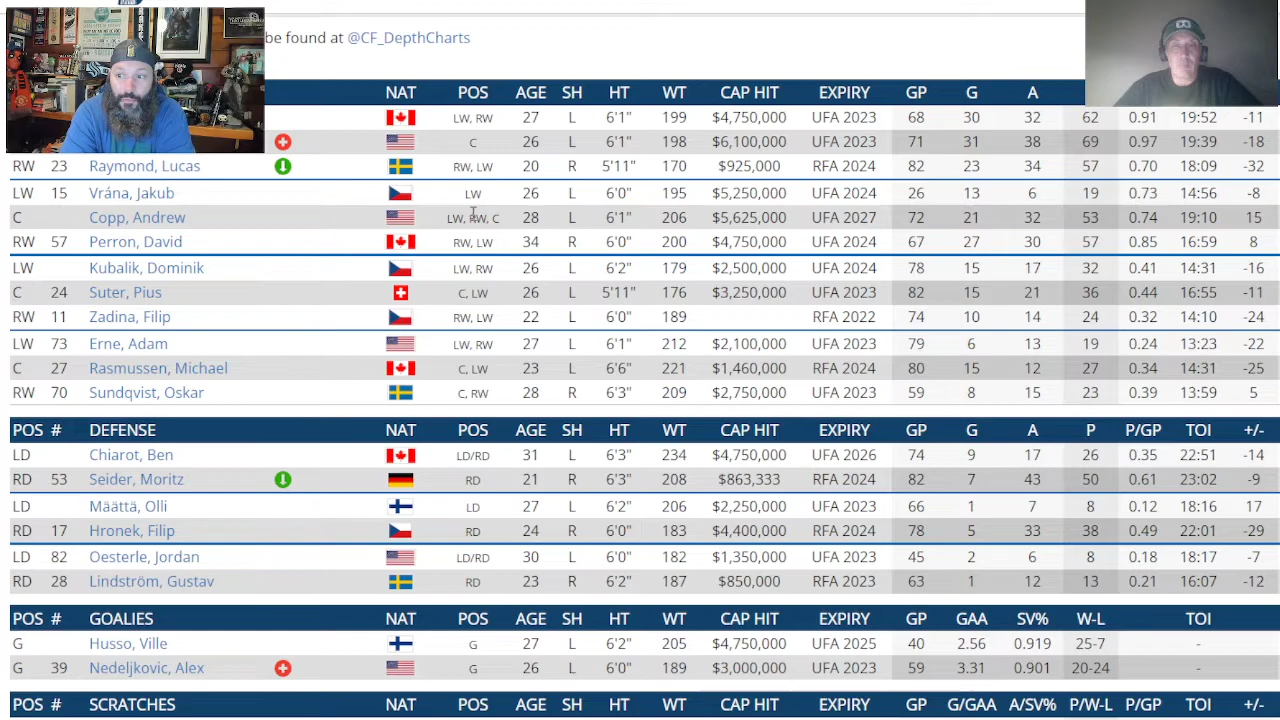 be found at @CF_DepthCharts
NAT POS AGE SH HT WT CAP HIT EXPIRY GP G A
LW, RW 27 L 6'1" 199 $4,750,000 UFA 2023 68 30 32 62 0.91 19:52 -11
C 26 L 6'1" 198 $6,100,000 UFA 2023 71 31 38 69 0.97 19:39 -18
RW 23 Raymond, Lucas RW, LW 20 R 5'11" 170 $925,000 RFA 2024 82 23 34 57 0.70 18:09 -32
LW 15 Vrána, Jakub LW 26 L 6'0" 195 $5,250,000 UFA 2024 26 13 6 19 0.73 14:56 -8
C Copp, Andrew LW, RW, C 28 L 6'1" 206 $5,625,000 UFA 2027 72 21 32 53 0.74 19:10 15
RW 57 Perron, David RW, LW 34 R 6'0" 200 $4,750,000 UFA 2024 67 27 30 57 0.85 16:59 8
LW Kubalik, Dominik LW, RW 26 L 6'2" 179 $2,500,000 UFA 2024 78 15 17 32 0.41 14:31 -16
C 24 Suter, Pius C, LW 26 L 5'11" 176 $3,250,000 UFA 2023 82 15 21 36 0.44 16:55 -11
RW 11 Zadina, Filip RW, LW 22 L 6'0" 189 RFA 2022 74 10 14 24 0.32 14:10 -24
LW 73 Erne, Adam LW, RW 27 L 6'1" 212 $2,100,000 UFA 2023 79 6 13 19 0.24 13:23 -22
C 27 Rasmussen, Michael C, LW 23 L 6'6" 221 $1,460,000 RFA 2024 80 15 12 27 0.34 14:31 -25
RW 70 Sundqvist, Oskar C, RW 28 R 6'3" 209 $2,750,000 UFA 2023 59 8 15 23 0.39 13:59 5
POS # DEFENSE NAT POS AGE SH HT WT CAP HIT EXPIRY GP G A P P/GP TOI +/-
LD Chiarot, Ben LD/RD 31 L 6'3" 234 $4,750,000 UFA 2026 74 9 17 26 0.35 22:51 -14
RD 53 Seider, Moritz RD 21 R 6'3" 208 $863,333 RFA 2024 82 7 43 50 0.61 23:02 -9
LD Määttä, Olli LD 27 L 6'2" 206 $2,250,000 UFA 2023 66 1 7 8 0.12 18:16 17
RD 17 Hronek, Filip RD 24 R 6'0" 183 $4,400,000 RFA 2024 78 5 33 38 0.49 22:01 -29
LD 82 Oesterle, Jordan LD/RD 30 L 6'0" 182 $1,350,000 UFA 2023 45 2 6 8 0.18 18:17 -7
RD 28 Lindström, Gustav RD 23 R 6'2" 187 $850,000 RFA 2023 63 1 12 13 0.21 16:07 -12
POS # GOALIES NAT POS AGE SH HT WT CAP HIT EXPIRY GP GAA SV% W-L TOI
G Husso, Ville G 27 L 6'2" 205 $4,750,000 UFA 2025 40 2.56 0.919 25-7 -
G 39 Nedeljkovic, Alex G 26 L 6'0" 189 $3,000,000 UFA 2023 59 3.31 0.901 20-24 -
POS # SCRATCHES NAT POS AGE SH HT WT CAP HIT EXPIRY GP G/GAA A/SV% P/W-L P/GP TOI +/-